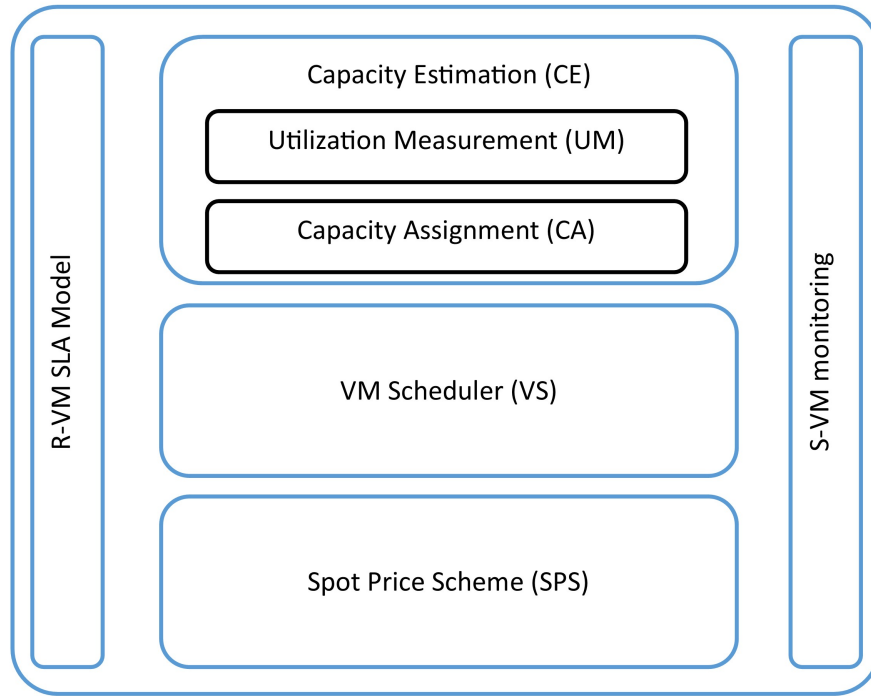 Capacity Estimation (CE)
Utilization Measurement (UM)
Capacity Assignment (CA)
R-VM SLA Model
VM Scheduler (VS)
S-VM monitoring
Spot Price Scheme (SPS)